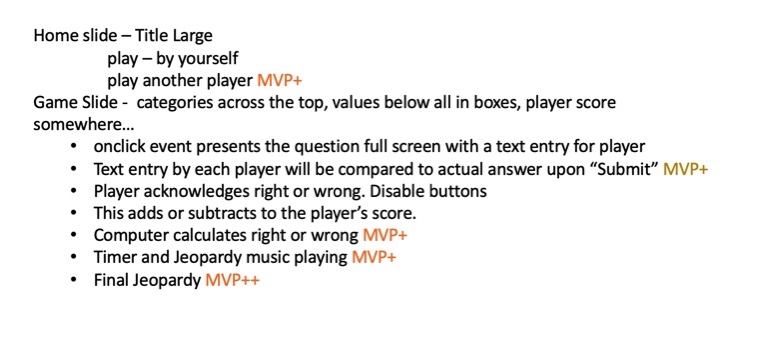 Home slide – Title Large
play – by yourself
play another player MVP+
Game Slide - categories across the top, values below all in boxes, player score
somewhere...
• onclick event presents the question full screen with a text entry for player
• Text entry by each player will be compared to actual answer upon “Submit” MVP+
• Player acknowledges right or wrong. Disable buttons
• This adds or subtracts to the player’s score.
• Computer calculates right or wrong MVP+
• Timer and Jeopardy music playing MVP+
• Final Jeopardy MVP++